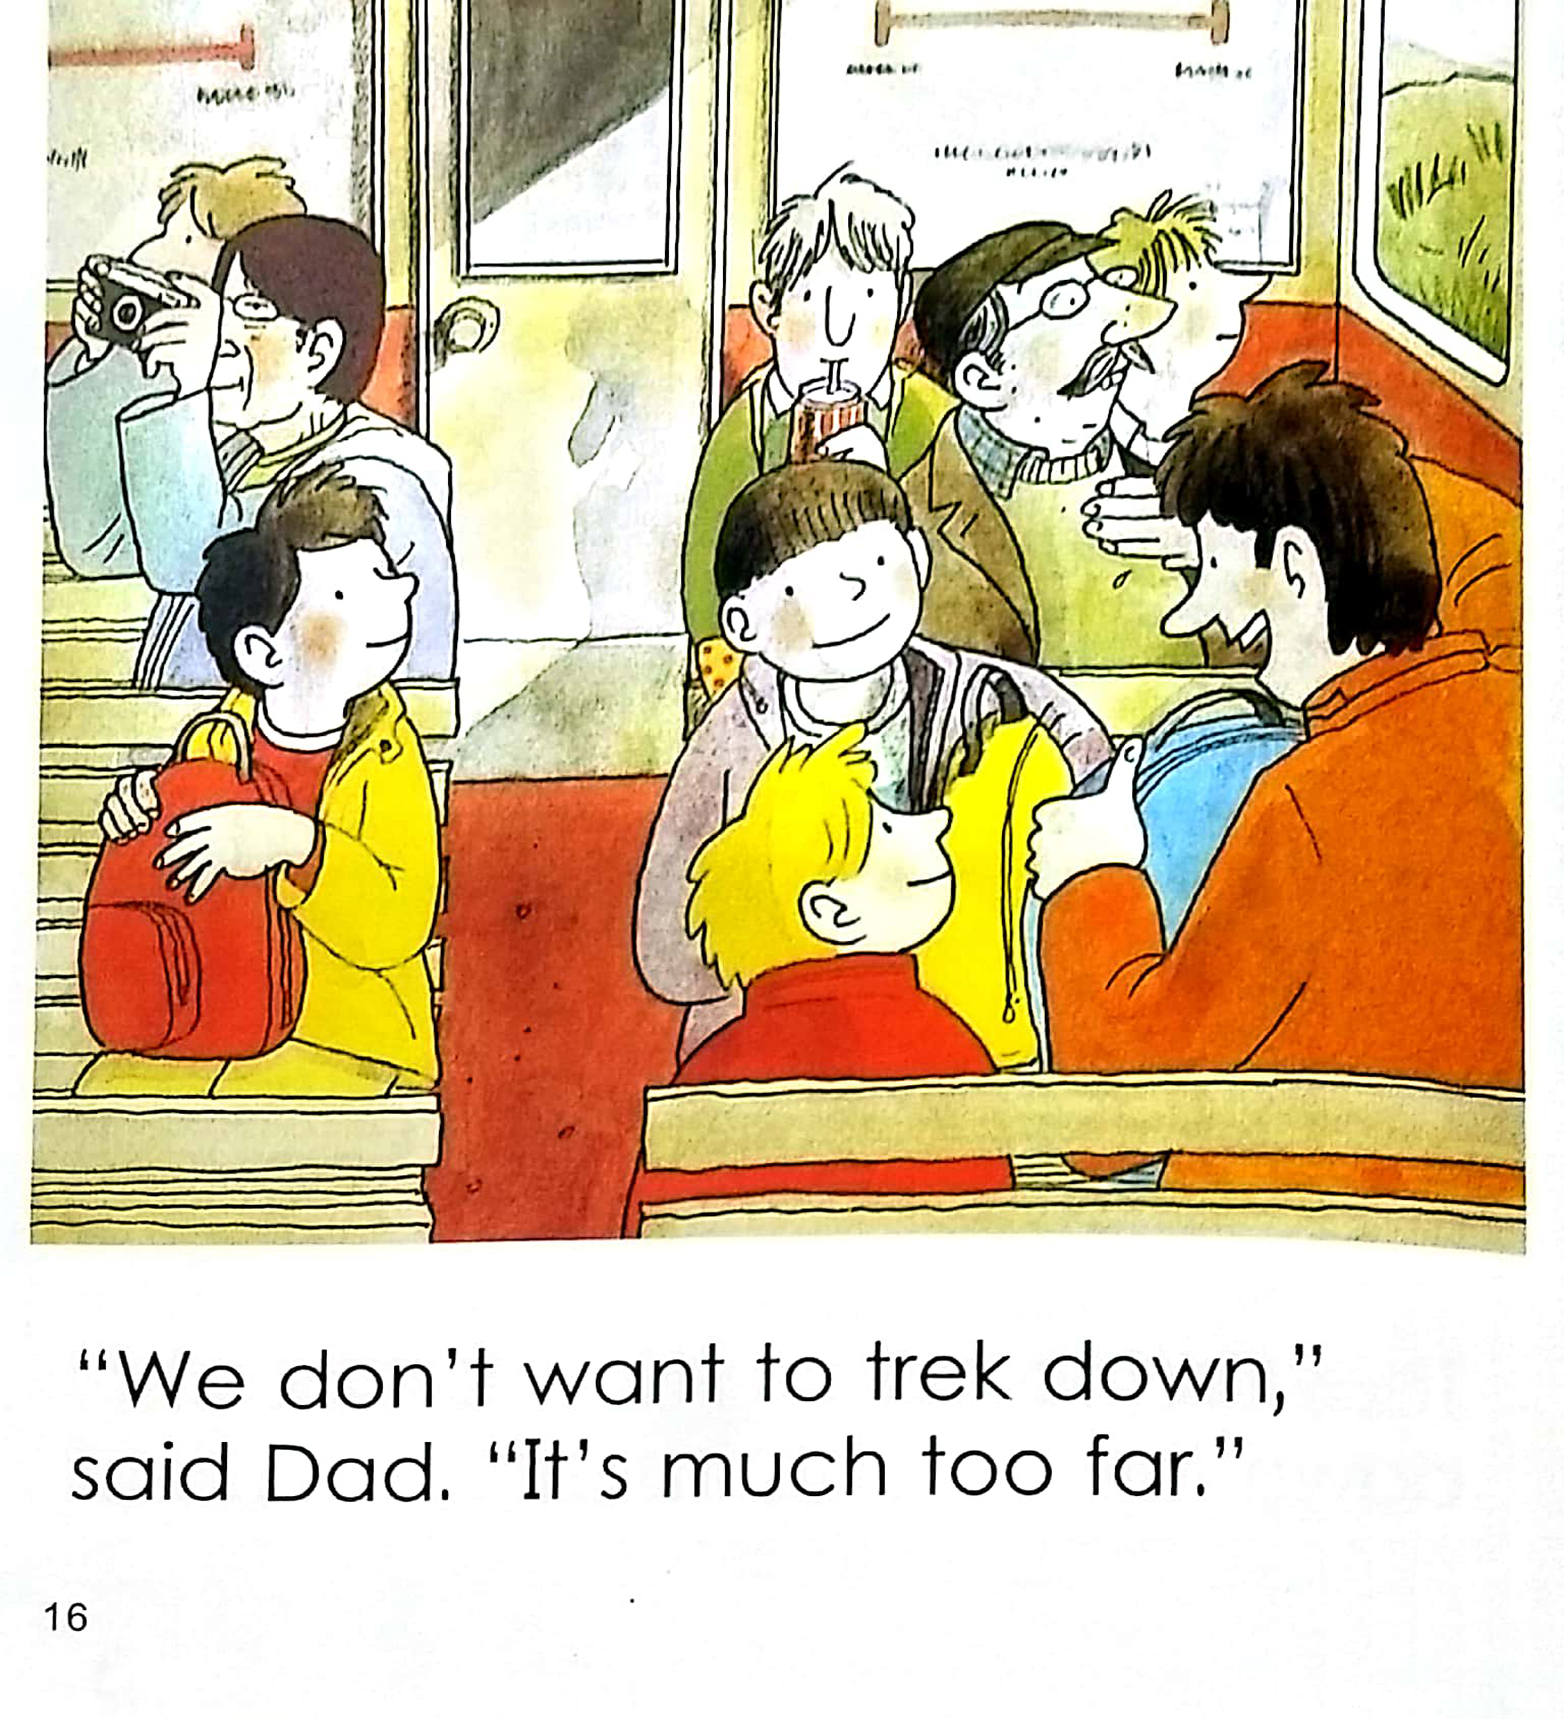 “We don’t want to trek down,”
said Dad. “It’s much too far.”
16